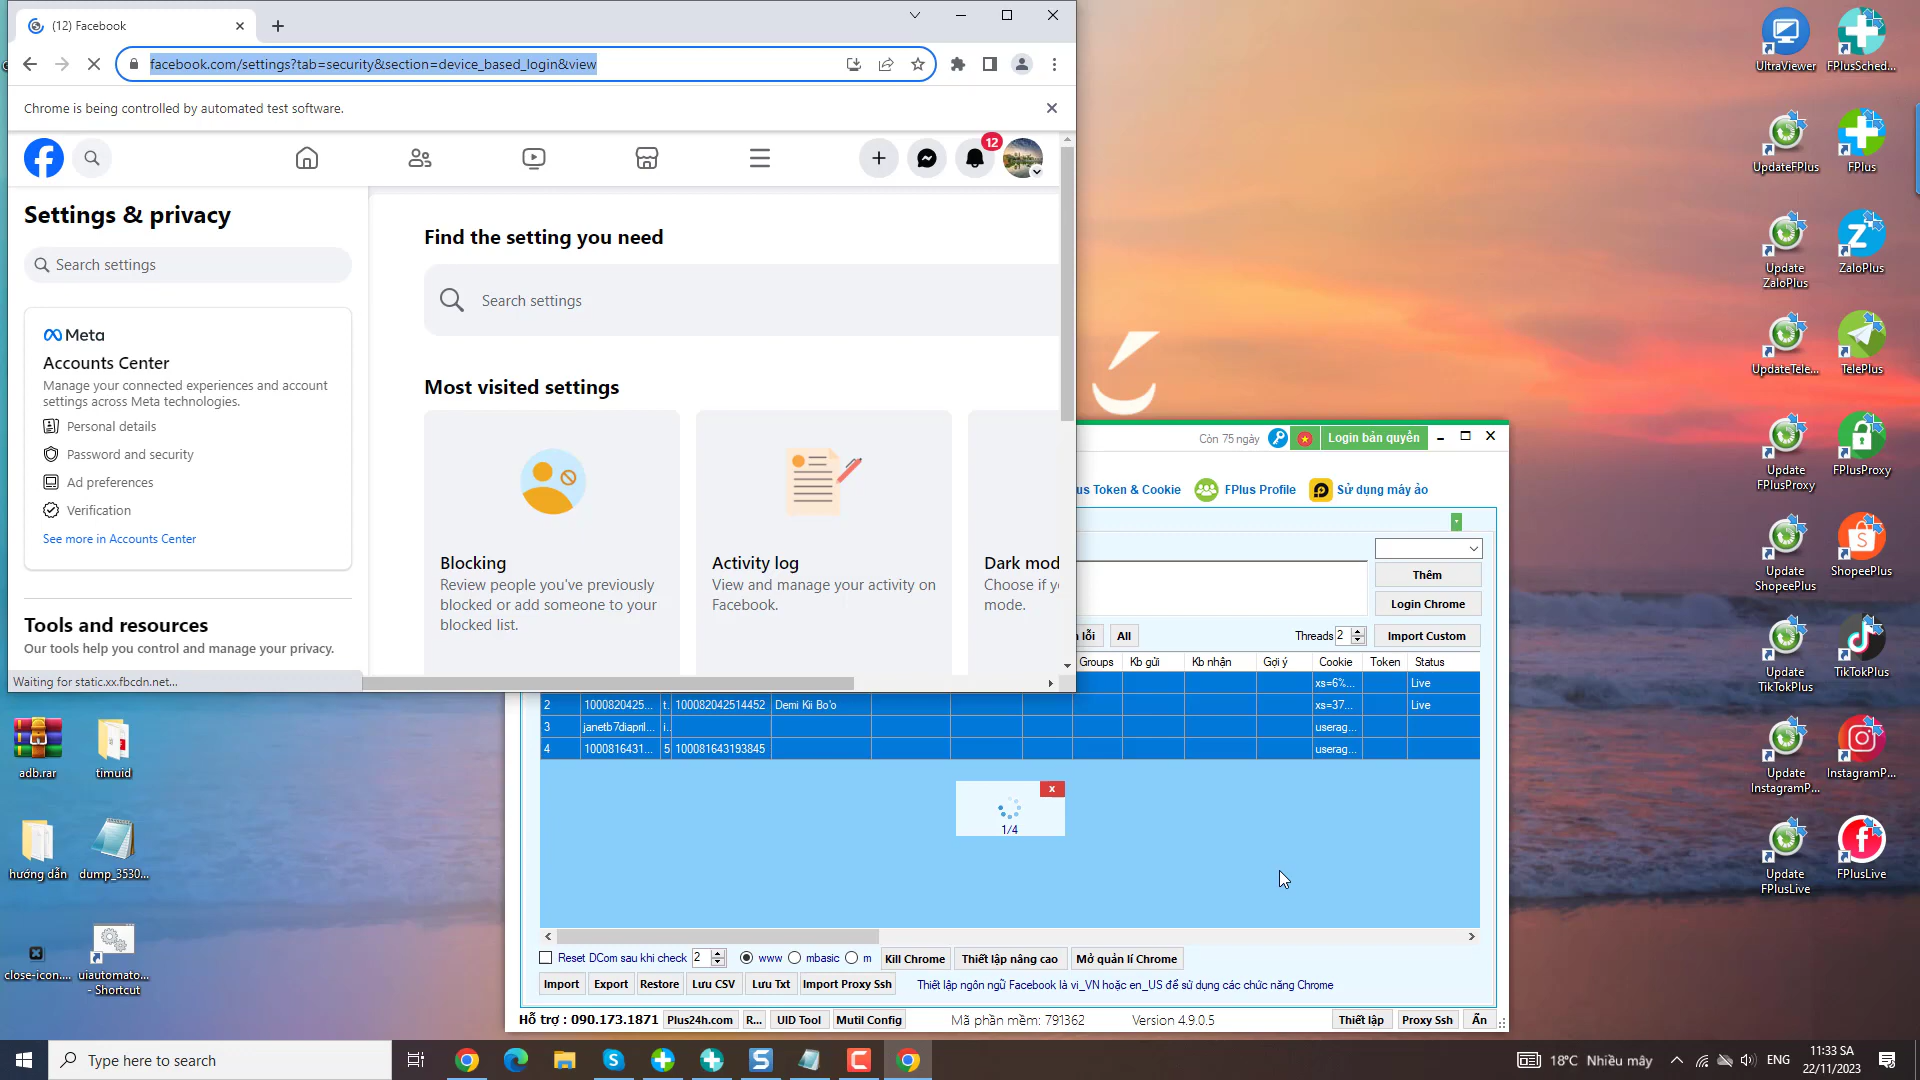 (12) Facebook
facebook.com/settings?tab=security&section=device_based_login&view
Chrome is being controlled by automated test software.
12
Settings & privacy
Search settings
Meta
Accounts Center
Manage your connected experiences and account
settings across Meta technologies.
Personal details
Password and security
Ad preferences
Verification
See more in Accounts Center
Tools and resources
Our tools help you control and manage your privacy.
Waiting for static.xx.fbcdn.net...
Find the setting you need
Search settings
Most visited settings
Blocking
Review people you've previously
blocked or add someone to your
blocked list.
Activity log
View and manage your activity on
Facebook.
Dark mod
Choose if yo
mode.
Còn 75 ngày
Login bản quyền
us Token & Cookie
FPlus Profile
Sử dụng máy ảo
Thêm
Login Chrome
lỗi
All
Threads 2
Import Custom
Groups Kb gửi Kb nhận Gợi ý Cookie Token Status
xs=6%... Live
2 1000820425... t. 100082042514452 Demi Kii Bo'o xs=37... Live
3 janetb7diapril... i. userag...
4 1000816431... 5 100081643193845 userag...
x
1/4
Reset DCom sau khi check 2 www mbasic m Kill Chrome Thiết lập nâng cao Mở quản lí Chrome
Import Export Restore Lưu CSV Lưu Txt Import Proxy Ssh Thiết lập ngôn ngữ Facebook là vi_VN hoặc en_US để sử dụng các chức năng Chrome
Hỗ trợ : 090.173.1871 Plus24h.com R... UID Tool Mutil Config Mã phần mềm: 791362 Version 4.9.0.5 Thiết lập Proxy Ssh Ẩn
UltraViewer
FPlusSched...
UpdateFPlus
FPlus
Update
ZaloPlus
ZaloPlus
UpdateTele...
TelePlus
Update
FPlusProxy
FPlusProxy
Update
ShopeePlus
ShopeePlus
Update
TikTokPlus
TikTokPlus
Update
InstagramP...
InstagramP...
Update
FPlusLive
FPlusLive
adb.rar
timuid
hướng dẫn
dump_3530...
close-icon....
uiautomato...
- Shortcut
Type here to search
18°C Nhiều mây
ENG
11:33 SA
22/11/2023